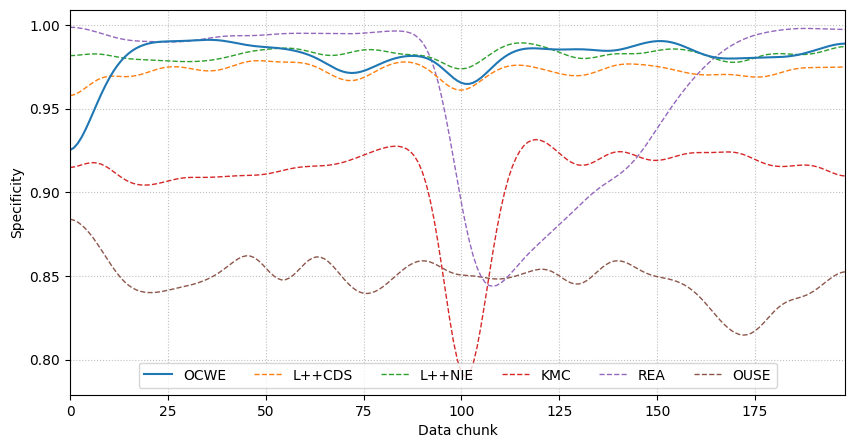 1.00
0.95
0.90
0.85
0.80
Specificity
OCWE L++CDS L++NIE KMC REA OUSE
0 25 50 75 100 125 150 175
Data chunk